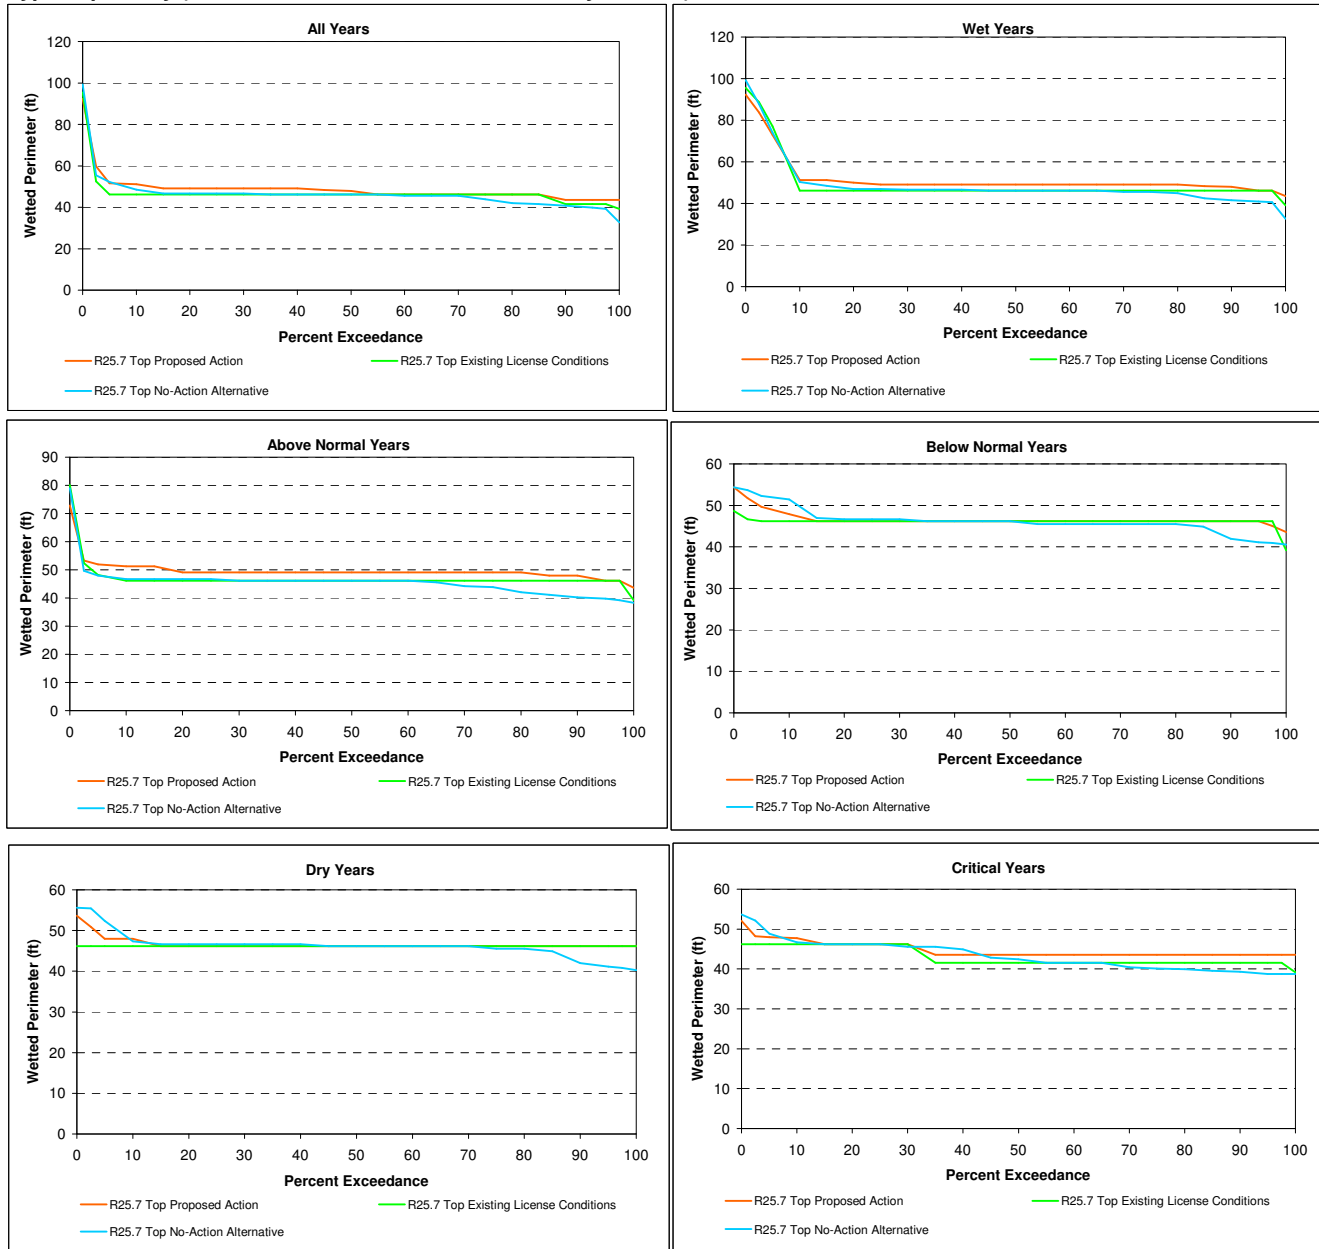 All Years
120
100
80
60
40
20
0
Wetted Perimeter (ft)
0 10 20 30 40 50 60 70 80 90 100
Percent Exceedance
R25.7 Top Proposed Action
R25.7 Top Existing License Conditions
R25.7 Top No-Action Alternative
Wet Years
120
100
80
60
40
20
0
Wetted Perimeter (ft)
0 10 20 30 40 50 60 70 80 90 100
Percent Exceedance
R25.7 Top Proposed Action
R25.7 Top Existing License Conditions
R25.7 Top No-Action Alternative
Above Normal Years
90
80
70
60
50
40
30
20
10
0
Wetted Perimeter (ft)
0 10 20 30 40 50 60 70 80 90 100
Percent Exceedance
R25.7 Top Proposed Action
R25.7 Top Existing License Conditions
R25.7 Top No-Action Alternative
Below Normal Years
60
50
40
30
20
10
0
Wetted Perimeter (ft)
0 10 20 30 40 50 60 70 80 90 100
Percent Exceedance
R25.7 Top Proposed Action
R25.7 Top Existing License Conditions
R25.7 Top No-Action Alternative
Dry Years
60
50
40
30
20
10
0
Wetted Perimeter (ft)
0 10 20 30 40 50 60 70 80 90 100
Percent Exceedance
R25.7 Top Proposed Action
R25.7 Top Existing License Conditions
R25.7 Top No-Action Alternative
Critical Years
60
50
40
30
20
10
0
Wetted Perimeter (ft)
0 10 20 30 40 50 60 70 80 90 100
Percent Exceedance
R25.7 Top Proposed Action
R25.7 Top Existing License Conditions
R25.7 Top No-Action Alternative